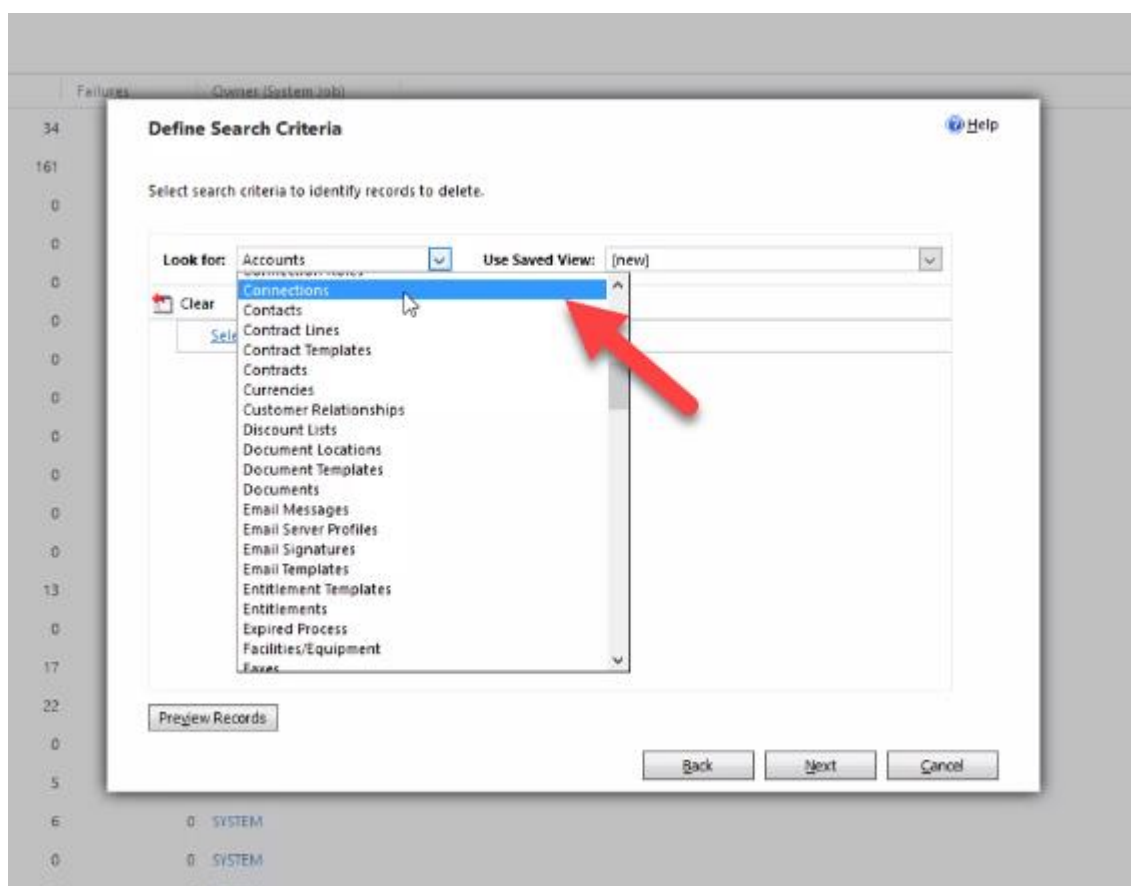 Failures Owner (System Job)
34
161
0
0
0
0
0
0
0
0
0
0
13
0
17
22
0
5
6 0 SYSTEM
0 0 SYSTEM
Define Search Criteria
Help
Select search criteria to identify records to delete.
Look for: Accounts Use Saved View: [new]
Clear
Sele
Connection Roles
Connections
Contacts
Contract Lines
Contract Templates
Contracts
Currencies
Customer Relationships
Discount Lists
Document Locations
Document Templates
Documents
Email Messages
Email Server Profiles
Email Signatures
Email Templates
Entitlement Templates
Entitlements
Expired Process
Facilities/Equipment
Faxes
Preview Records
Back Next Cancel